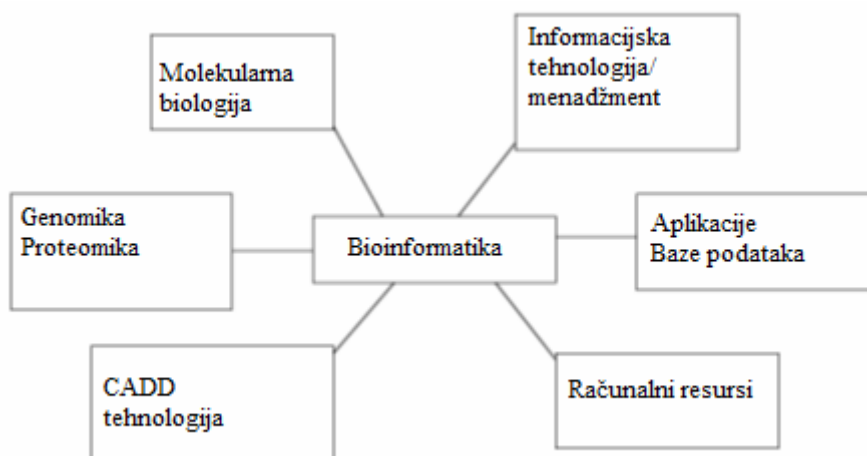 Molekularna
biologija
Informacijska
tehnologija/
menadžment
Genomika
Proteomika
Bioinformatika
Aplikacije
Baze podataka
CADD
tehnologija
Računalni resursi